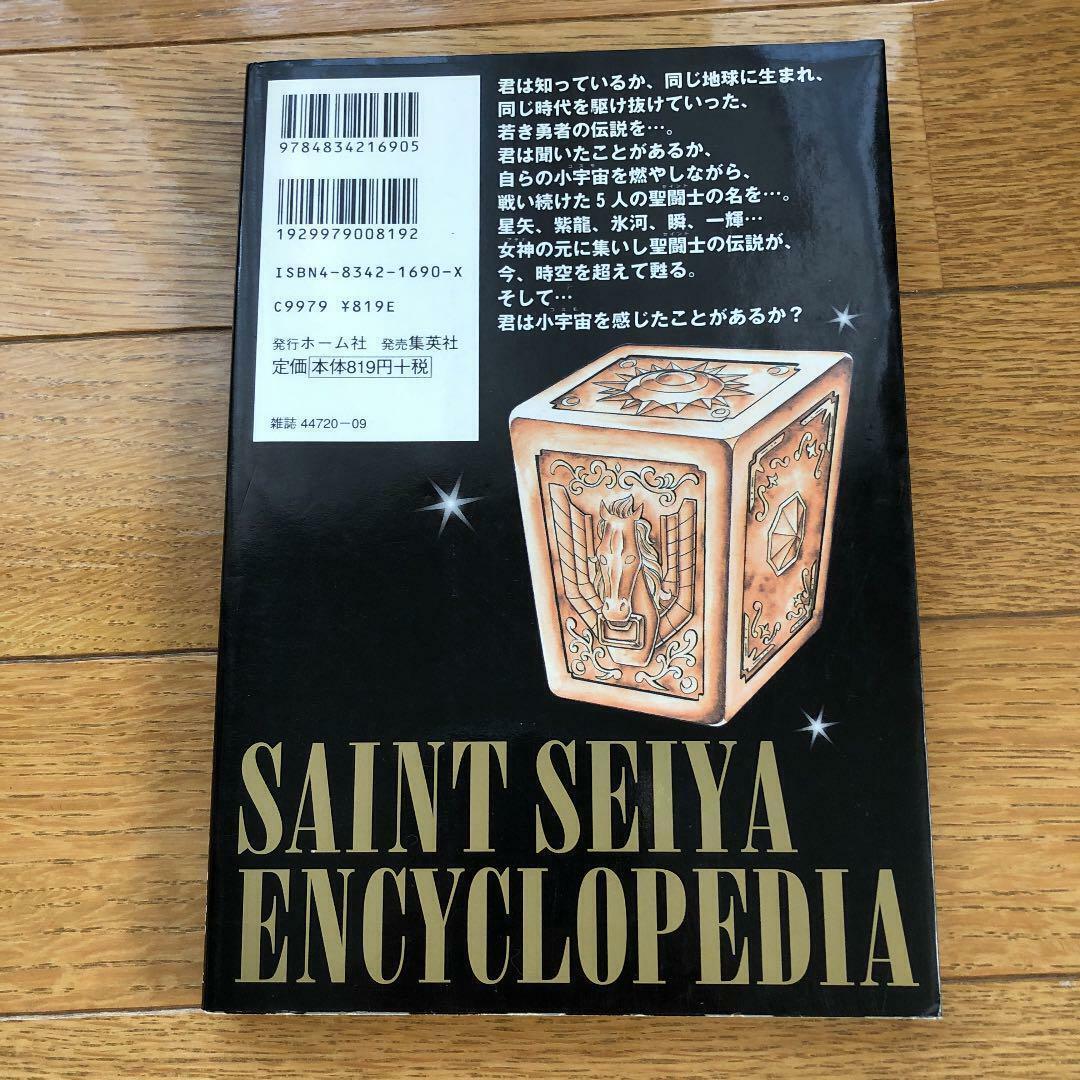 9784834216905
1929979008192
ISBN4-8342-1690-X
C9979 ¥819E
発行 ホーム社 発売 集英社
定価 本体819円+税
雑誌 44720-09
君は知っているか、同じ地球に生まれ、
同じ時代を駆け抜けていった、
若き勇者の伝説を…。
君は聞いたことがあるか、
自らの小宇宙を燃やしながら、
戦い続けた5人の聖闘士の名を…。
星矢、紫龍、氷河、瞬、一輝…
女神の元に集いし聖闘士の伝説が、
今、時空を超えて甦る。
そして…
君は小宇宙を感じたことがあるか?
SAINT SEIYA
ENCYCLOPEDIA